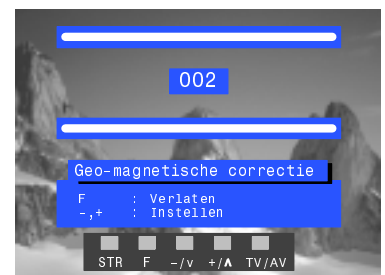 002
Geo-magnetische correctie
F : Verlaten
-,+ : Instellen
STR F -/v +/ʌ TV/AV